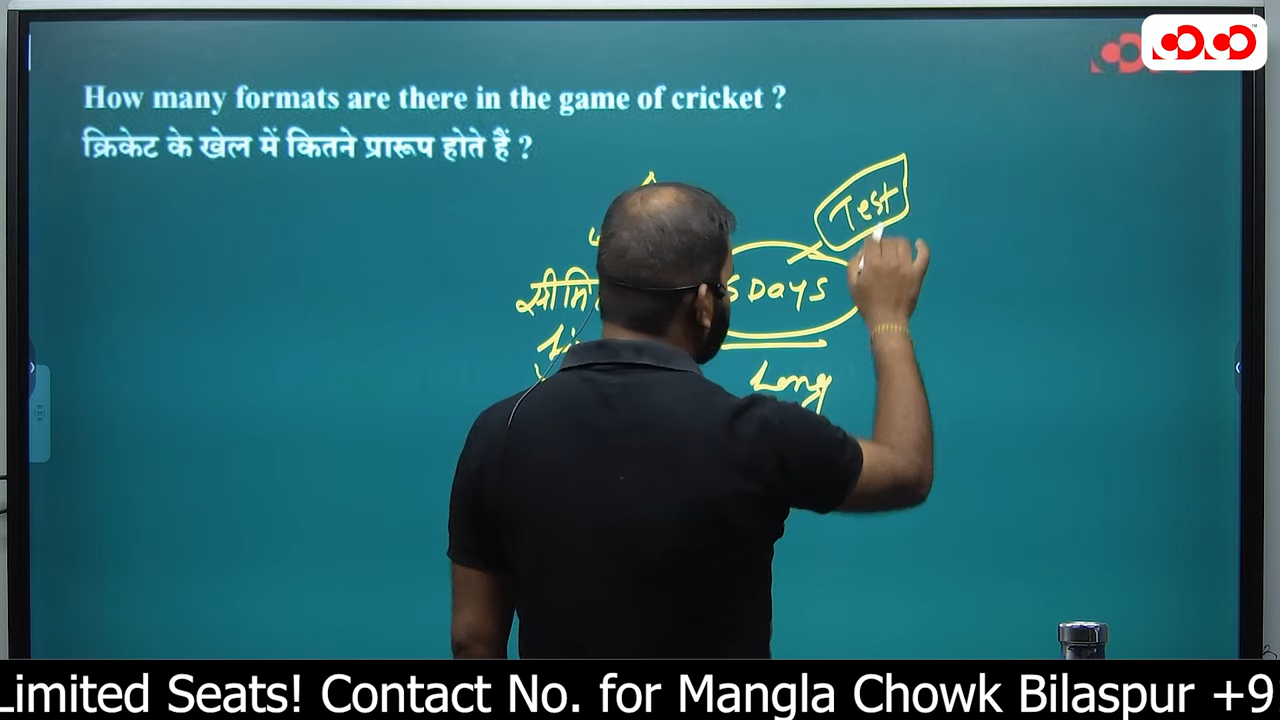 How many formats are there in the game of cricket ?
क्रिकेट के खेल में कितने प्रारूप होते हैं ?
Test
5 Days
Long
Limited Seats! Contact No. for Mangla Chowk Bilaspur +9